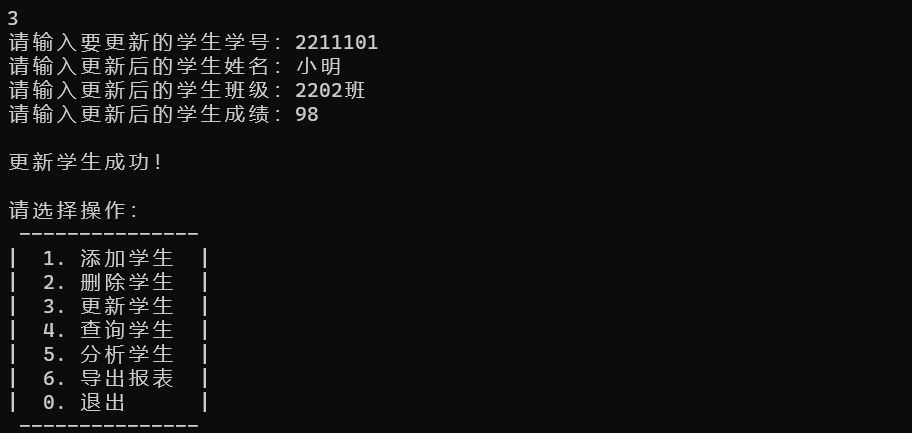 3
请输入要更新的学生学号：2211101
请输入更新后的学生姓名：小明
请输入更新后的学生班级：2202班
请输入更新后的学生成绩：98
更新学生成功！
请选择操作：
---------------
|  1. 添加学生  |
|  2. 删除学生  |
|  3. 更新学生  |
|  4. 查询学生  |
|  5. 分析学生  |
|  6. 导出报表  |
|  0. 退出      |
---------------